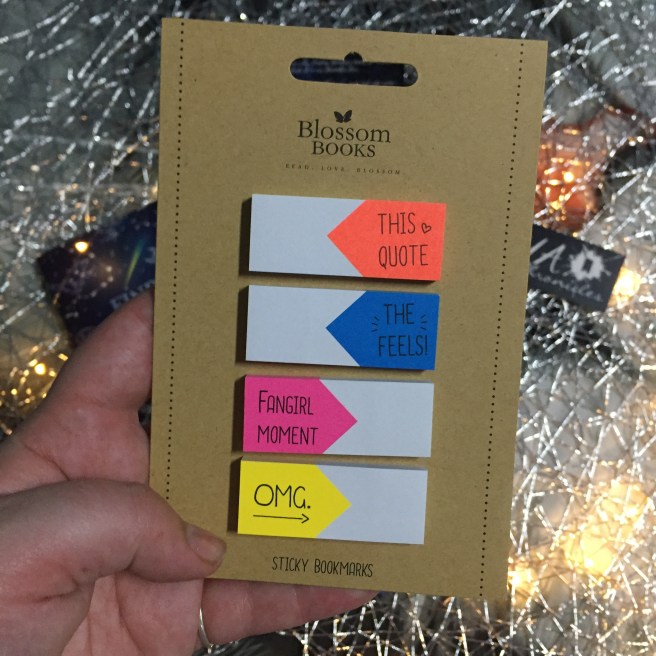 Blossom
BOOKS
READ. LOVE. BLOSSOM
THIS
QUOTE
THE
FEELS!
FANGIRL
MOMENT
OMG.
STICKY BOOKMARKS